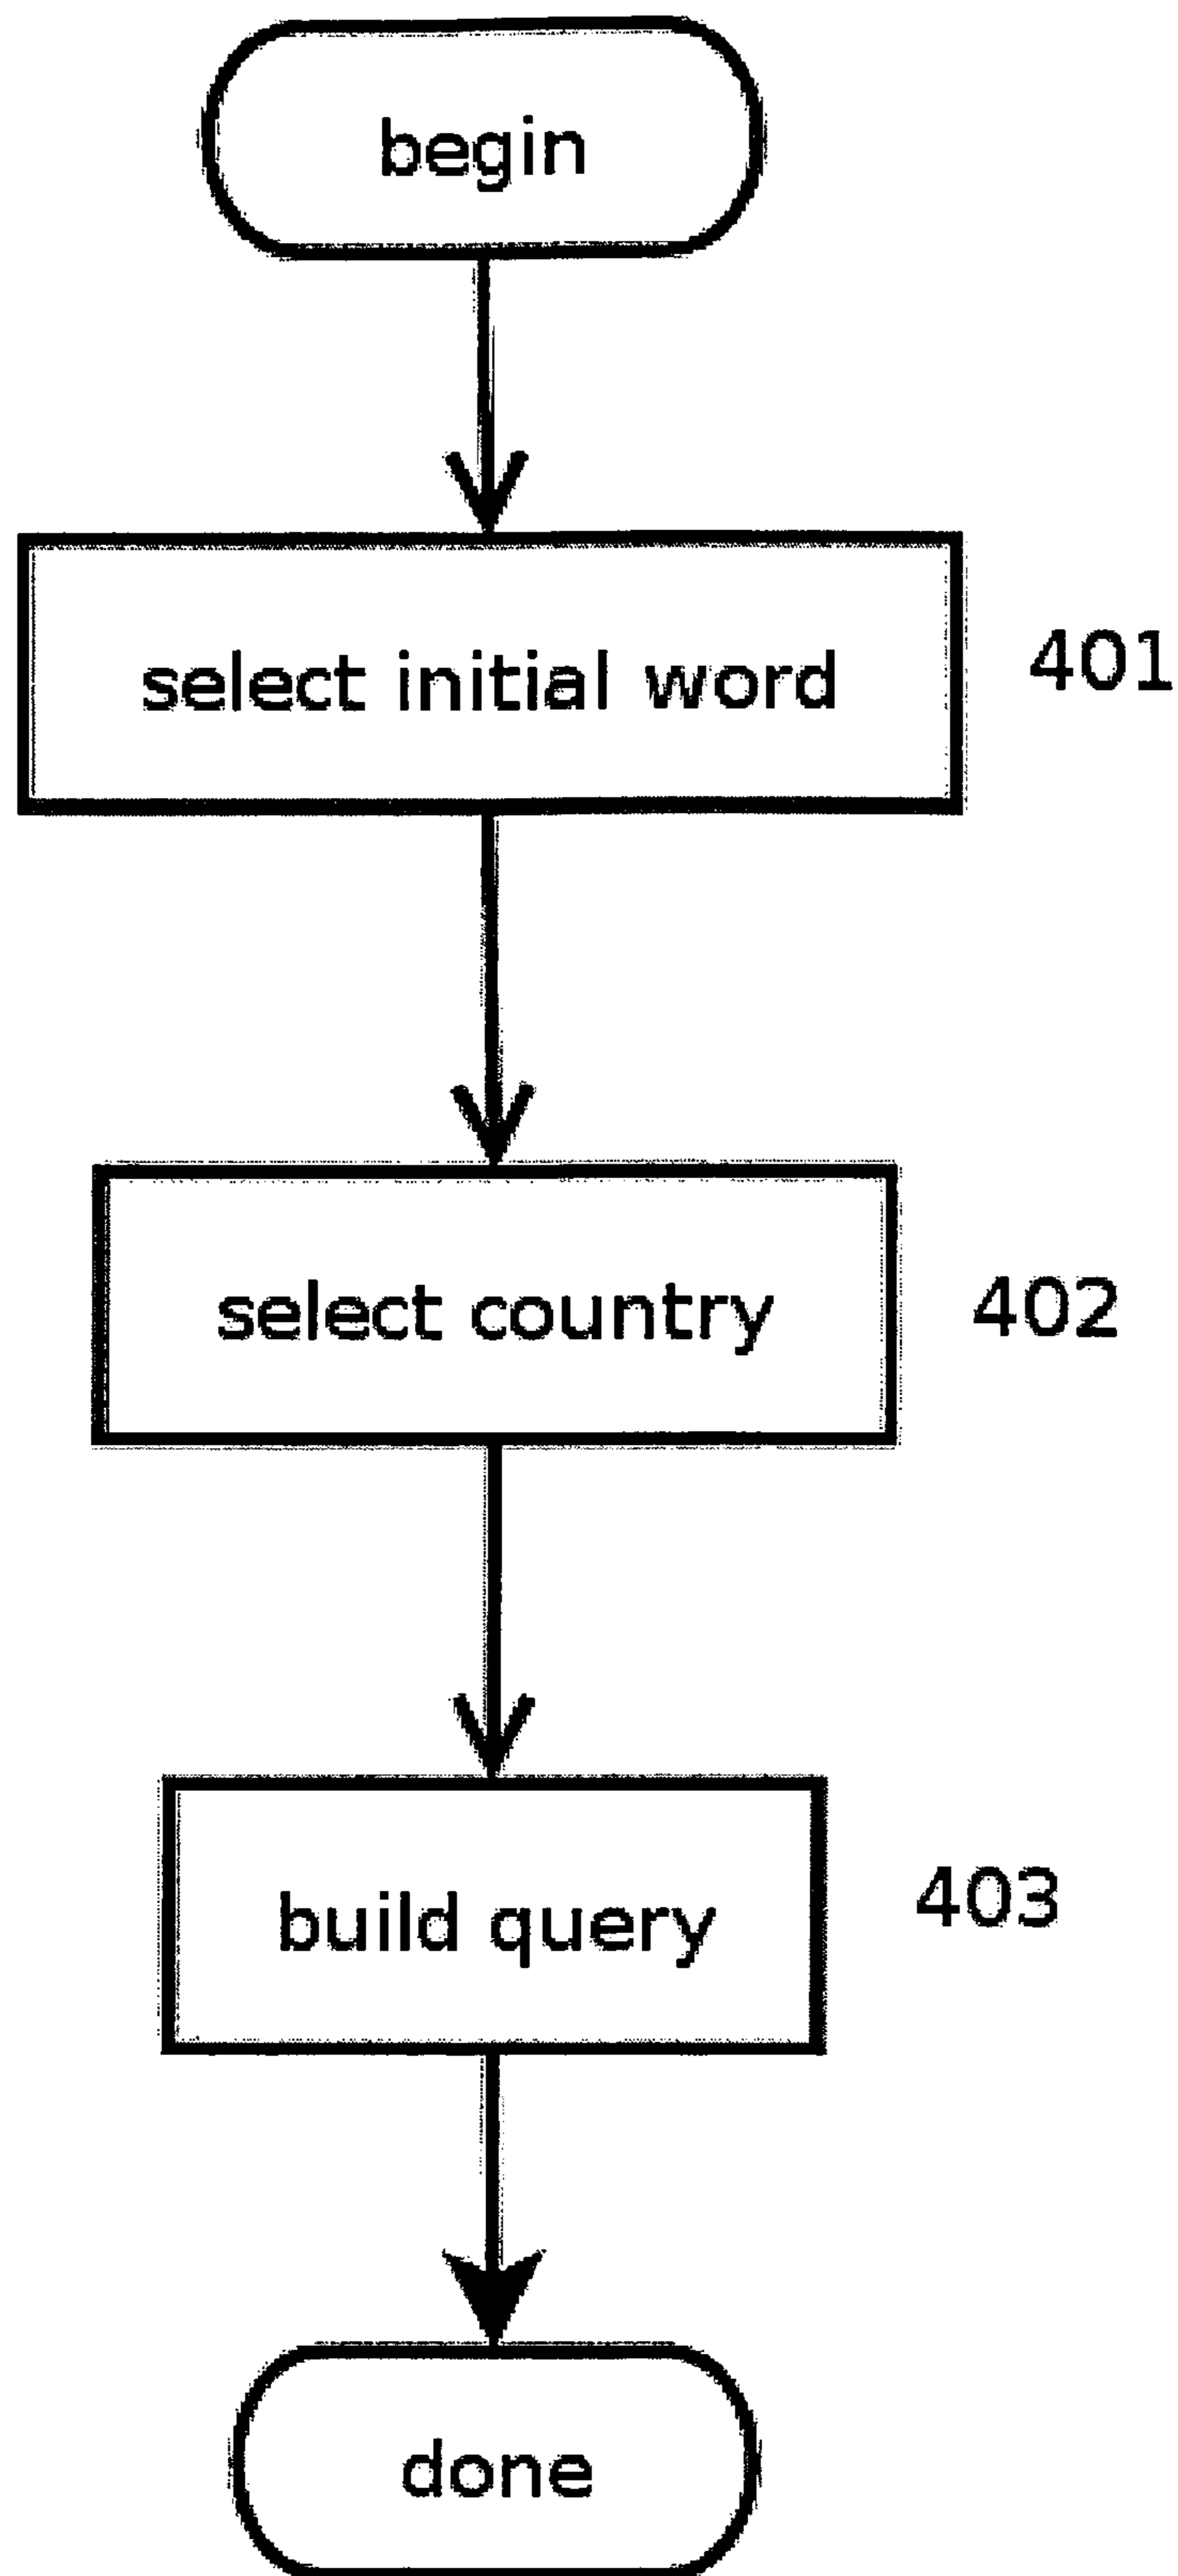 begin
select initial word
401
select country
402
build query
403
done